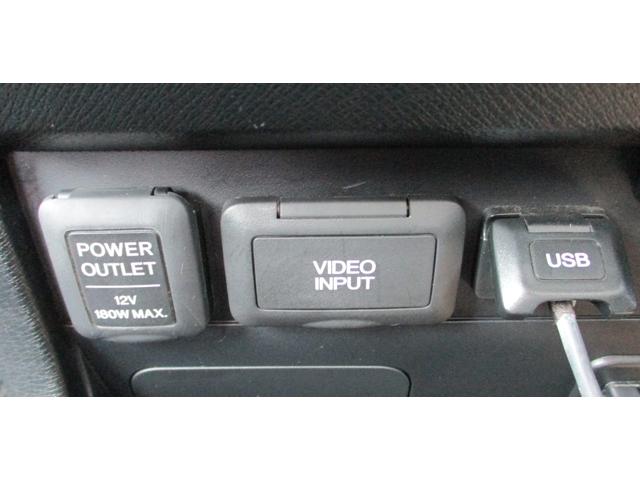 POWER
OUTLET
12V
180W MAX.
VIDEO
INPUT
USB